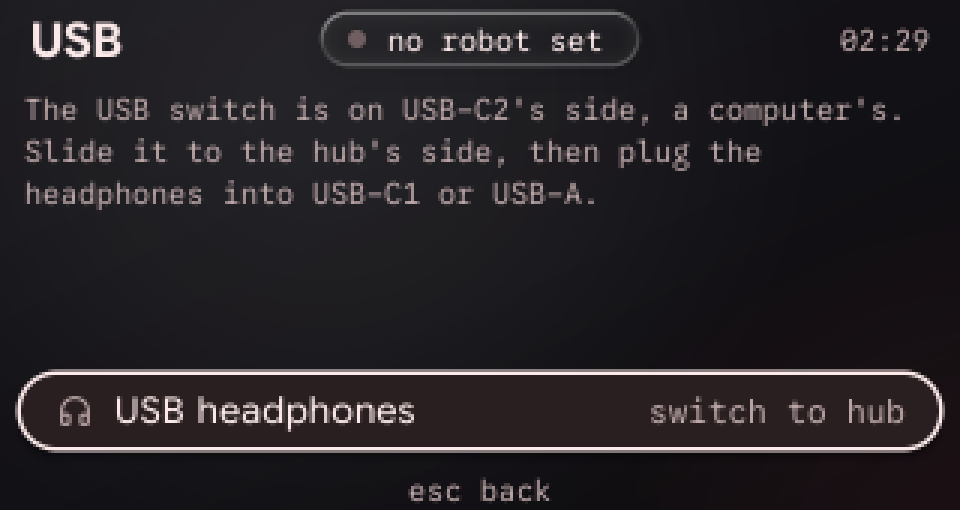 USB
no robot set
02:29
The USB switch is on USB-C2's side, a computer's.
Slide it to the hub's side, then plug the
headphones into USB-C1 or USB-A.
USB headphones
switch to hub
esc back